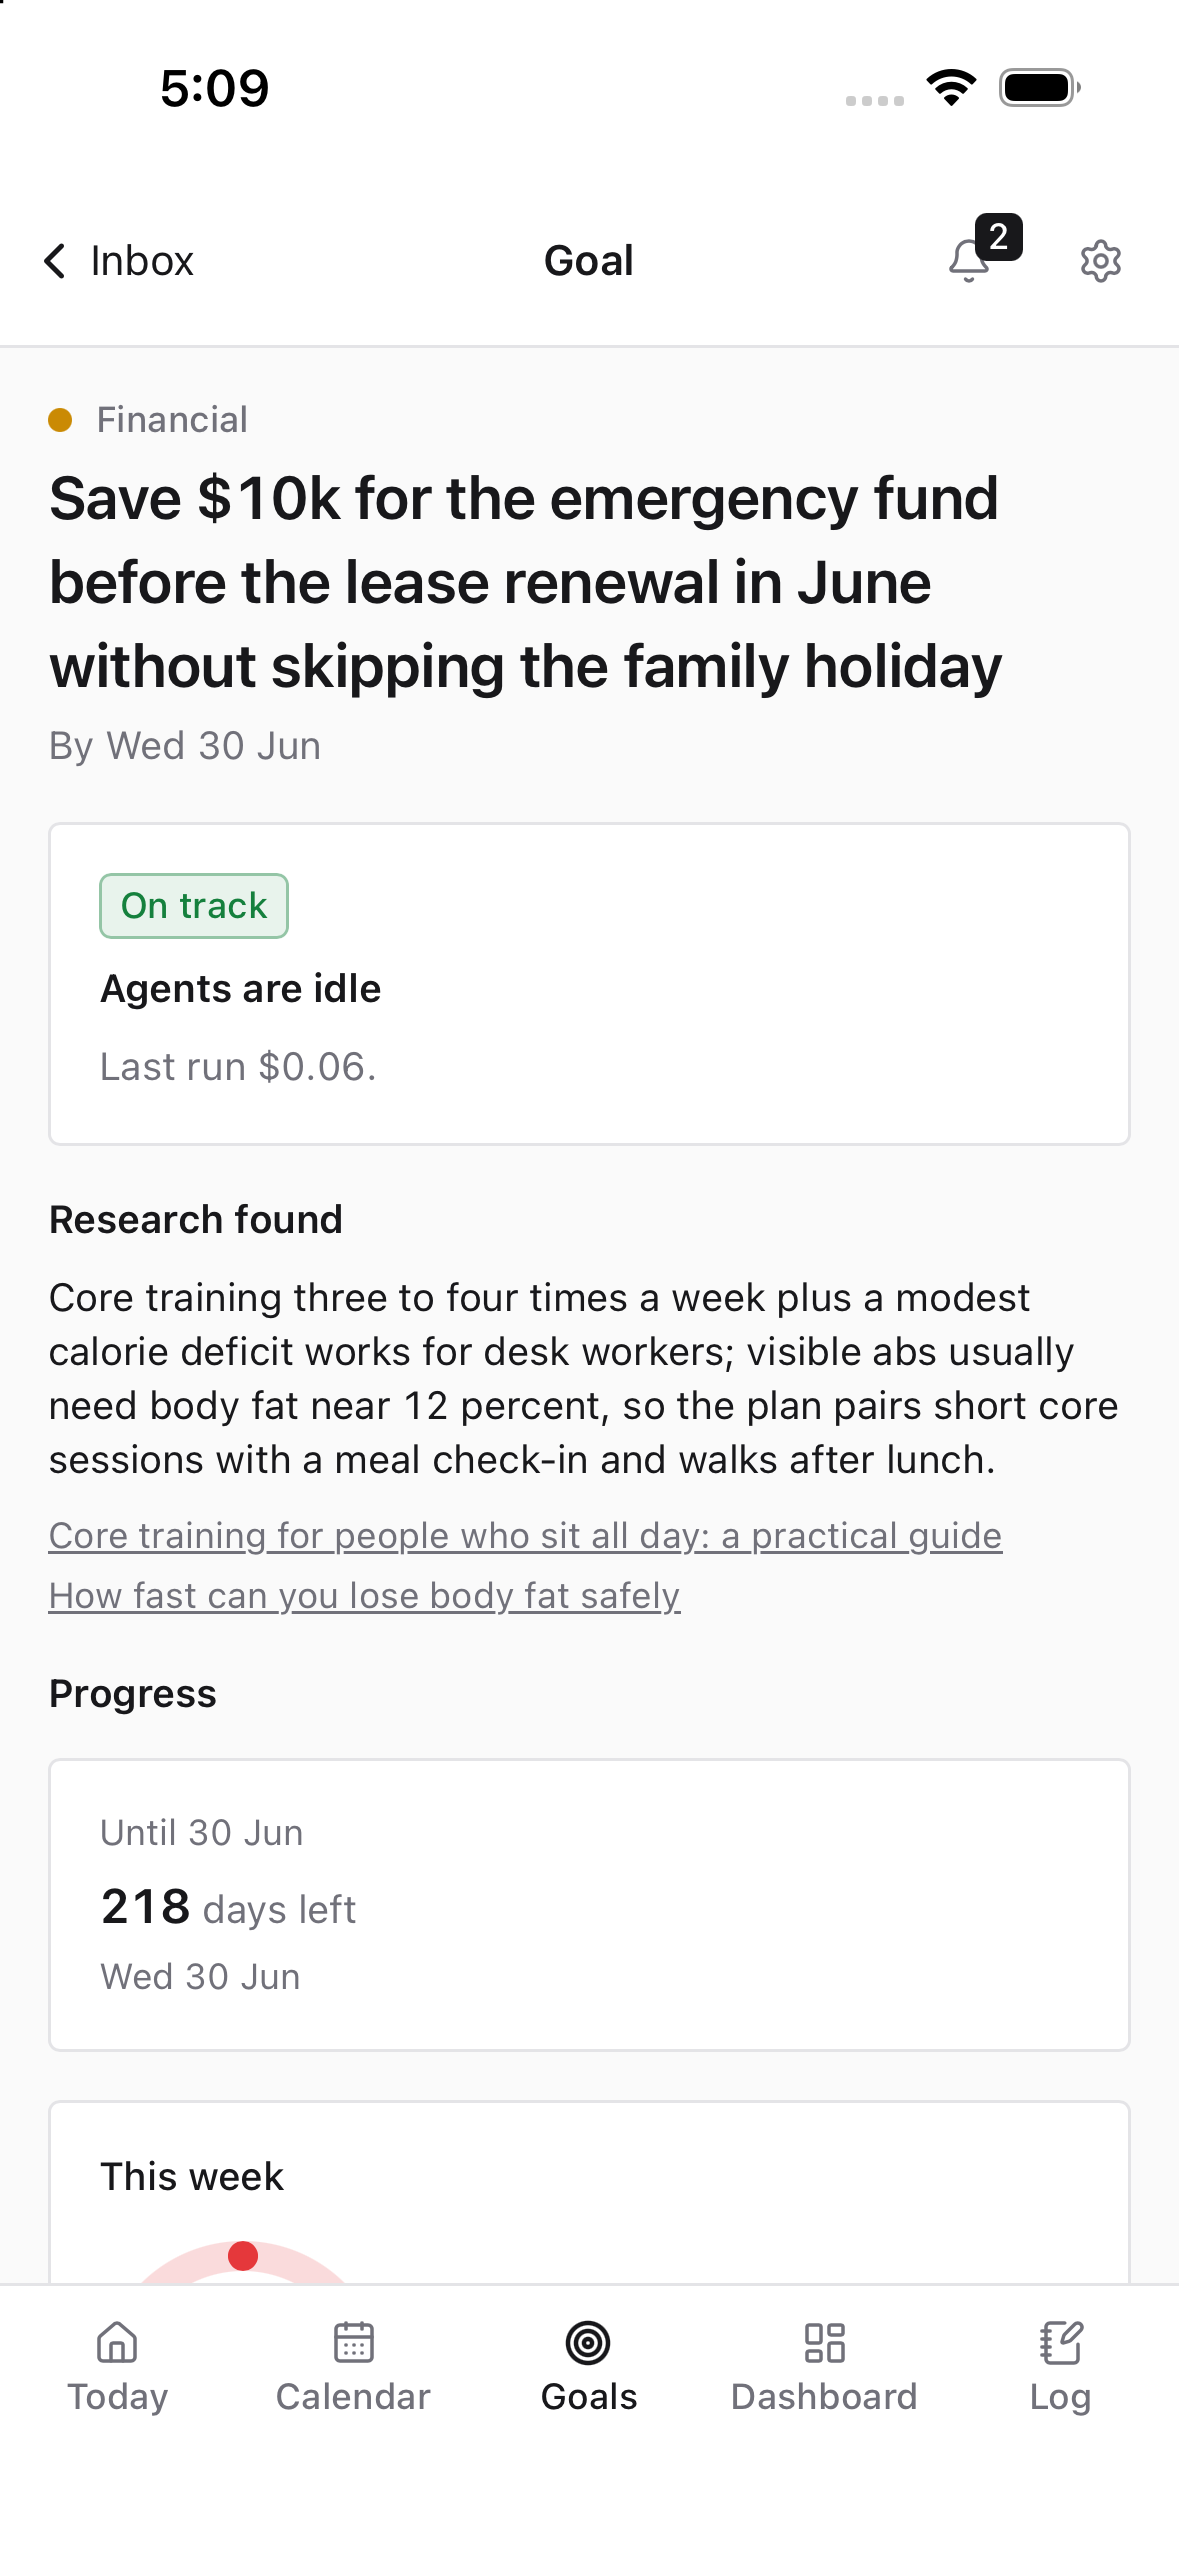 5:09
Inbox
Goal
2
Financial
Save $10k for the emergency fund
before the lease renewal in June
without skipping the family holiday
By Wed 30 Jun
On track
Agents are idle
Last run $0.06.
Research found
Core training three to four times a week plus a modest
calorie deficit works for desk workers; visible abs usually
need body fat near 12 percent, so the plan pairs short core
sessions with a meal check-in and walks after lunch.
Core training for people who sit all day: a practical guide
How fast can you lose body fat safely
Progress
Until 30 Jun
218 days left
Wed 30 Jun
This week
Today
Calendar
Goals
Dashboard
Log